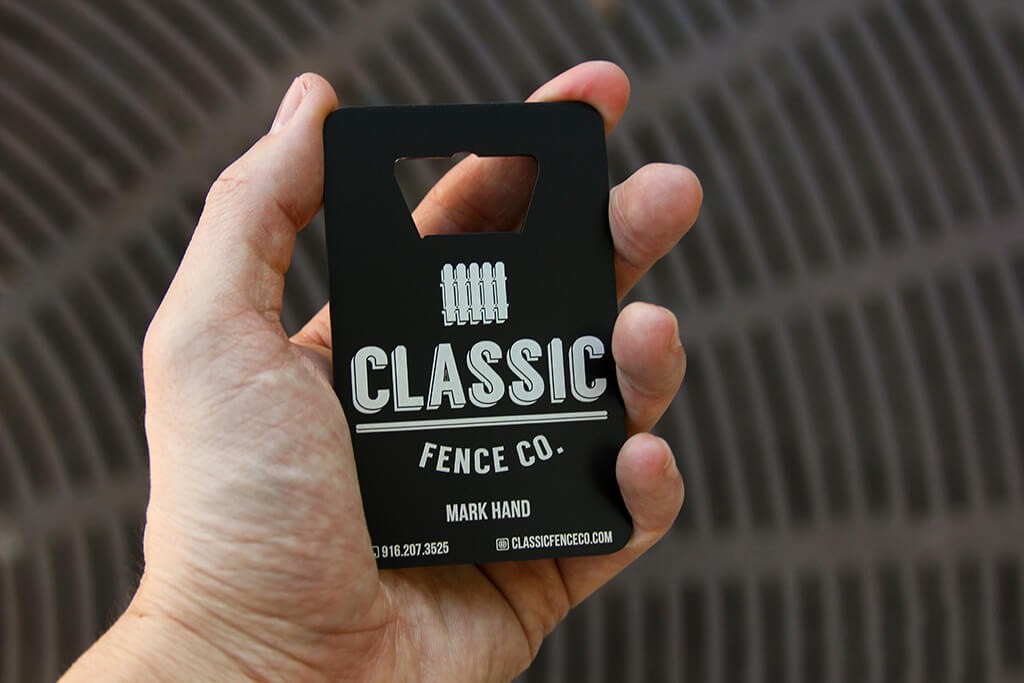 CLASSIC
FENCE CO.
MARK HAND
916.207.3525 CLASSICFENCECO.COM